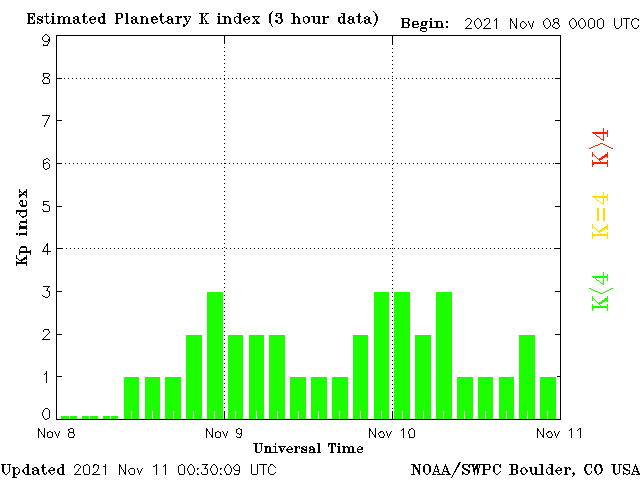 Estimated Planetary K index (3 hour data)
Begin: 2021 Nov 08 0000 UTC
9
8
7
6
5
4
3
2
1
0
Kp index
Nov 8
Nov 9
Nov 10
Nov 11
Universal Time
K>4
K=4
K<4
Updated 2021 Nov 11 00:30:09 UTC
NOAA/SWPC Boulder, CO USA